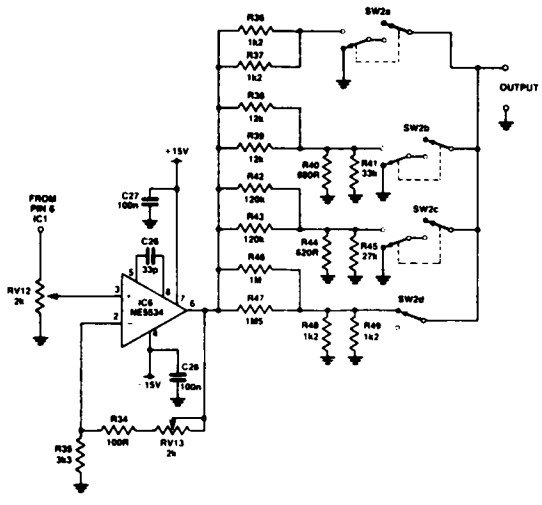 R36
1k2
R37
1k2
R38
12k
R39
12k
R40
680R
R41
33k
R42
120k
R43
120k
R44
620R
R45
27k
R46
1M
R47
1M5
R48
1k2
R49
1k2
SW2a
SW2b
SW2c
SW2d
OUTPUT
+15V
C27
100n
C26
33p
FROM
PIN 6
IC1
RV12
2k
5
8
3
+
IC6
NE5534
7
6
2
–
4
C28
100n
-15V
R34
100R
RV13
2k
R35
3k3